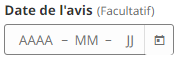 Date de l'avis (Facultatif)
AAAA – MM – JJ